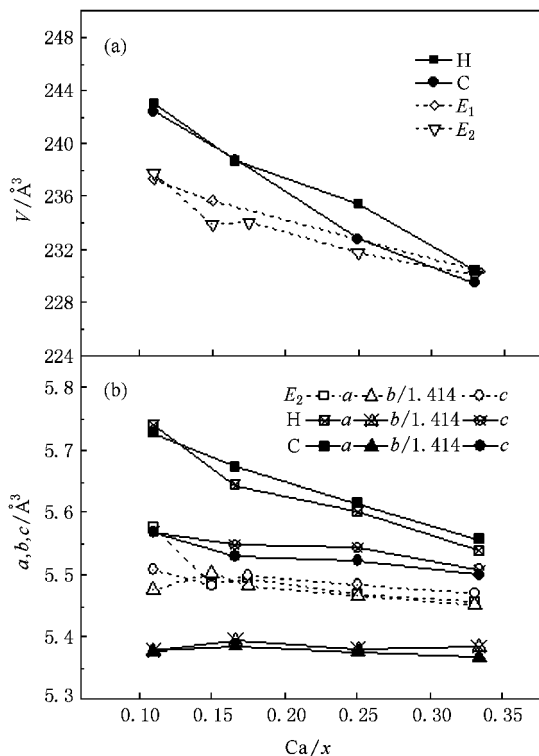 (a)
H
C
E₁
E₂
248
244
240
236
232
228
224
V/Å³
(b)
E₂ a b/1.414 c
H a b/1.414 c
C a b/1.414 c
5.8
5.7
5.6
5.5
5.4
5.3
a,b,c/Å³
0.10 0.15 0.20 0.25 0.30 0.35
Ca/x